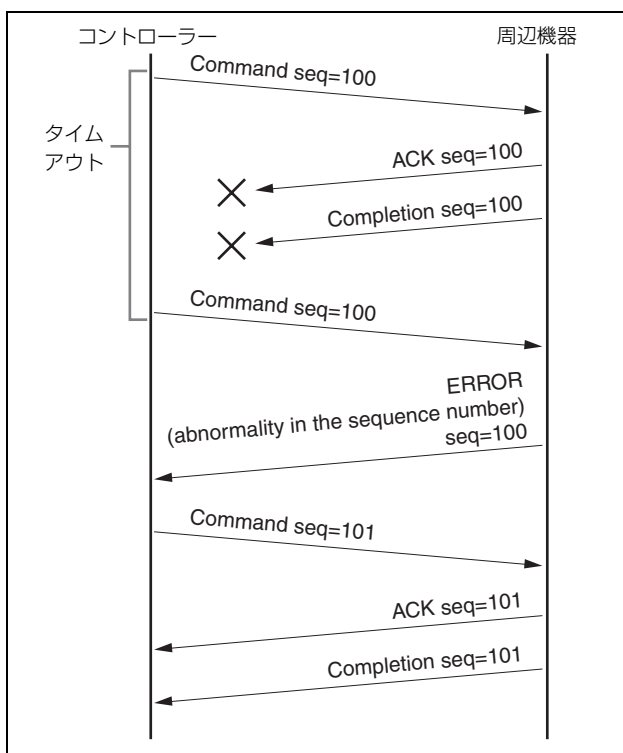 コントローラー
周辺機器
Command seq=100
タイム
アウト
ACK seq=100
Completion seq=100
Command seq=100
ERROR
(abnormality in the sequence number)
seq=100
Command seq=101
ACK seq=101
Completion seq=101